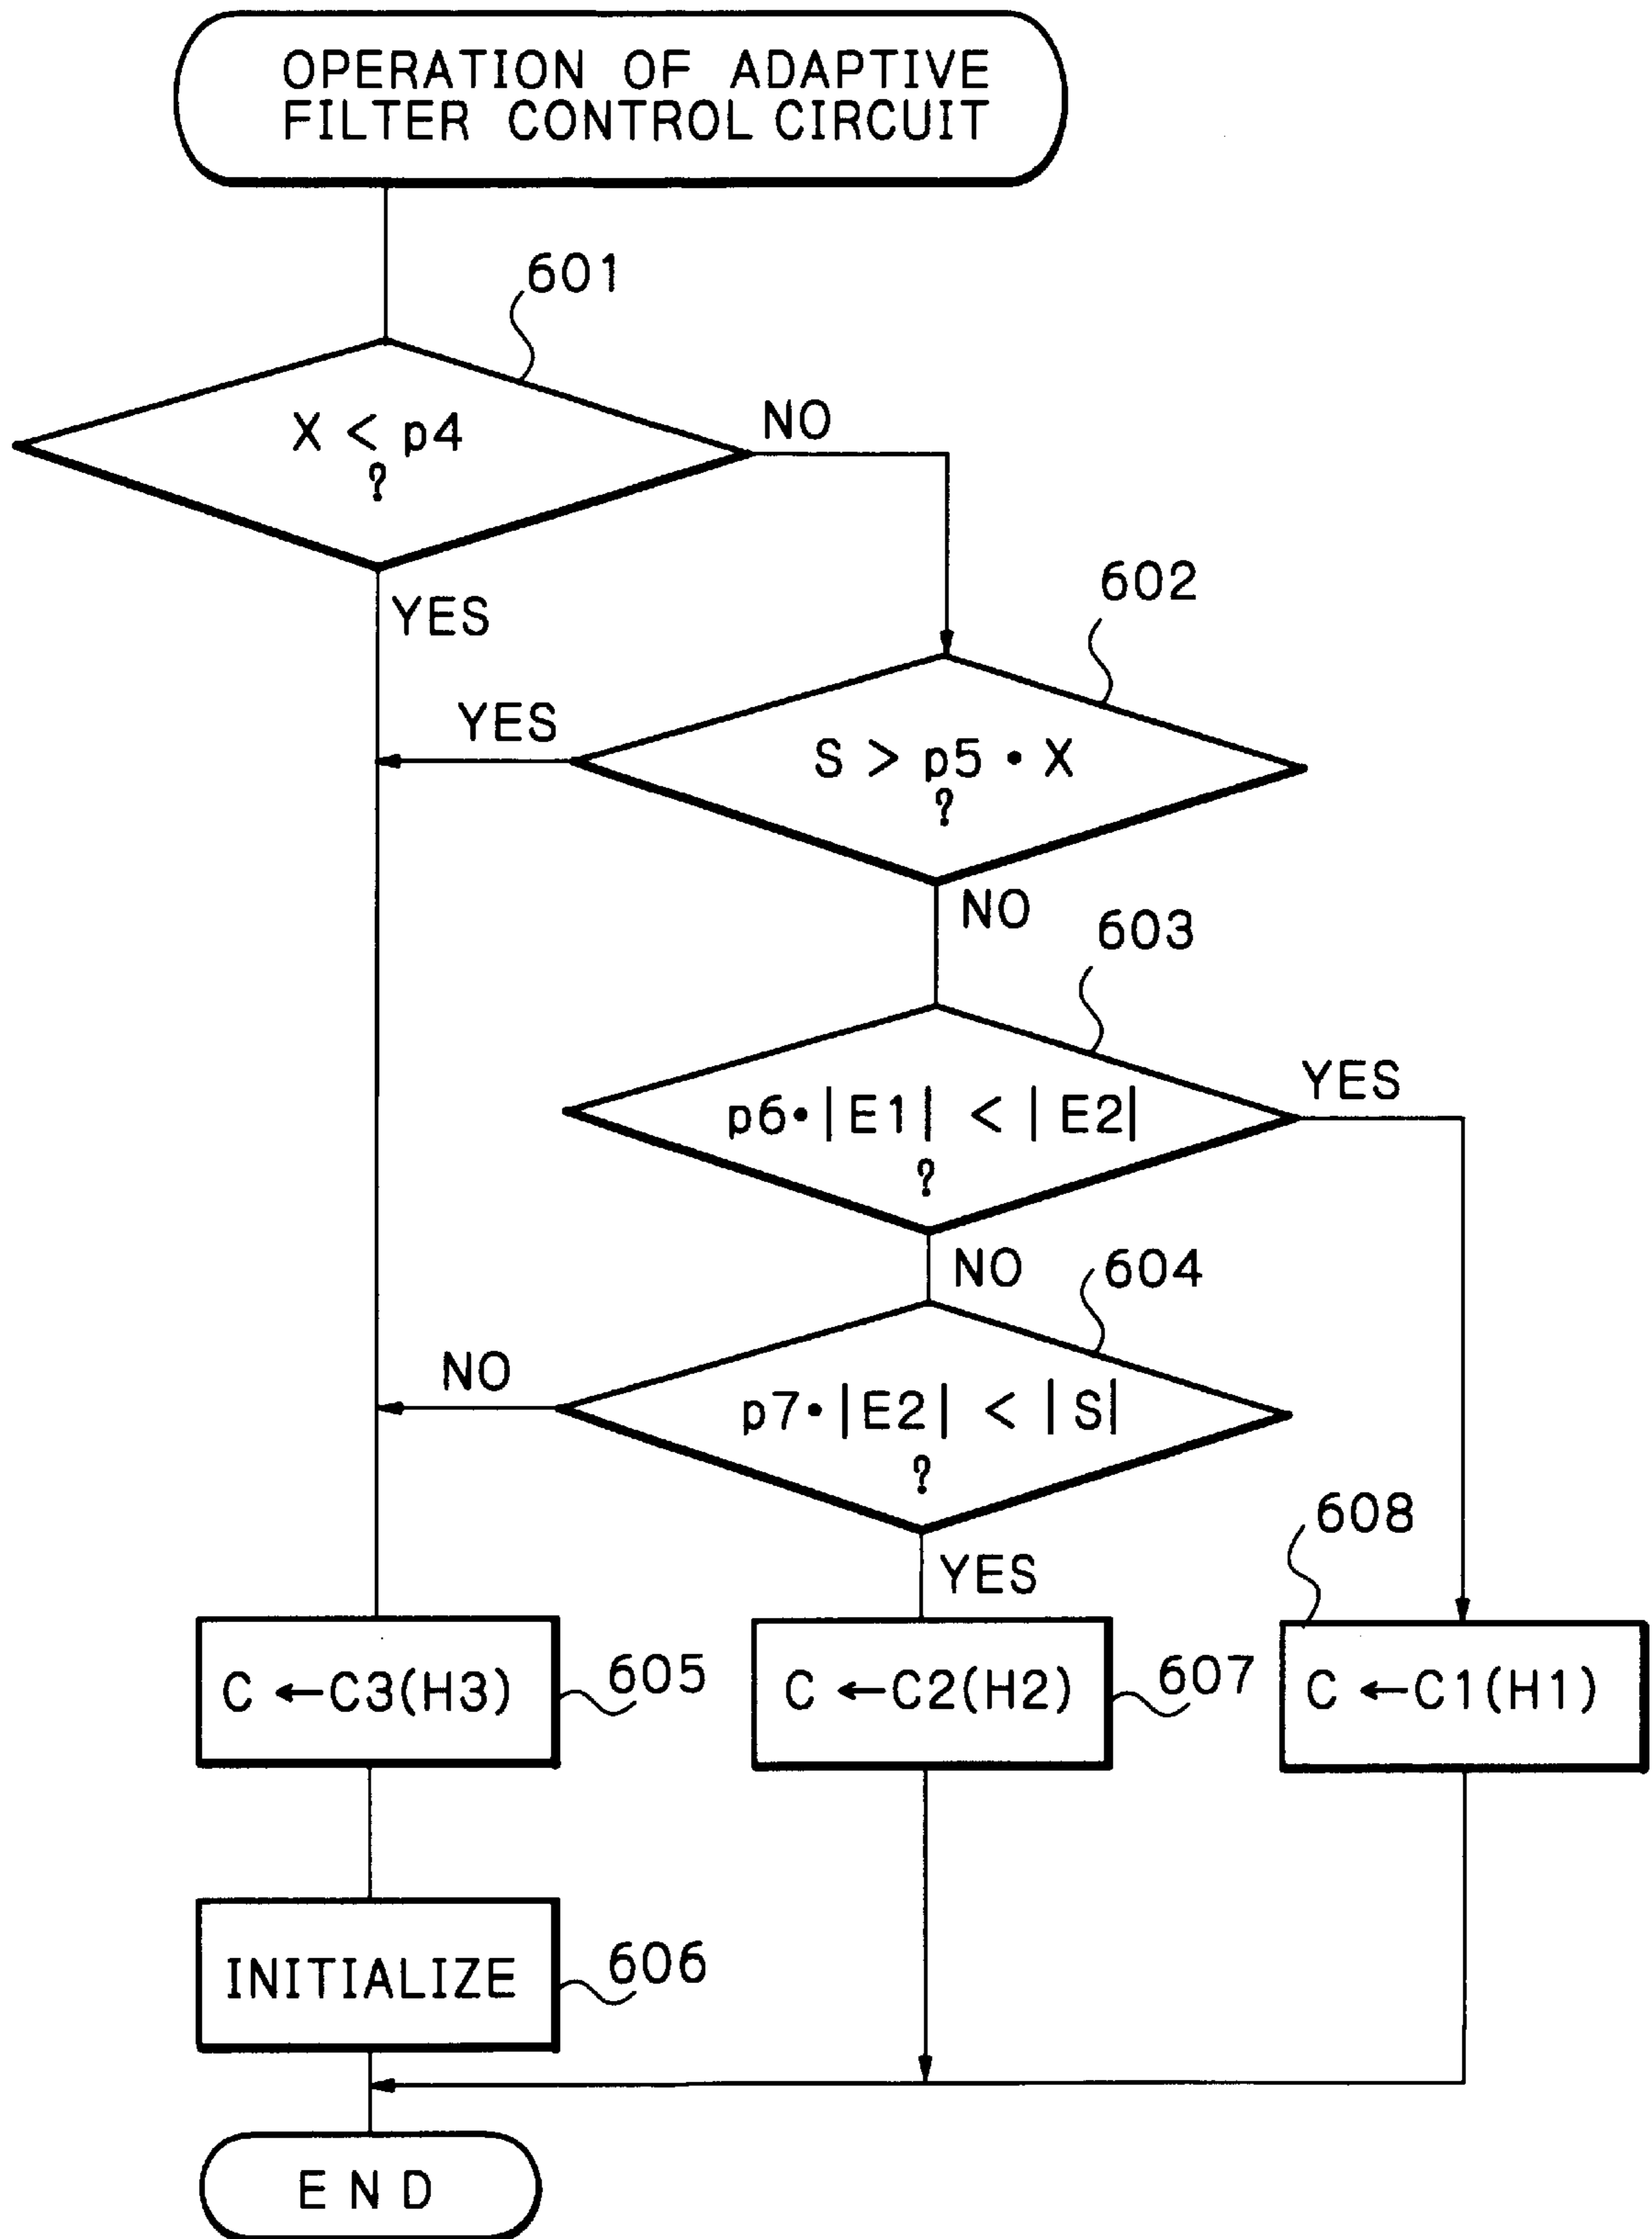 OPERATION OF ADAPTIVE
FILTER CONTROL CIRCUIT
601
X < p4
?
NO
YES
602
YES
S > p5 • X
?
NO
603
YES
p6•|E1| < |E2|
?
NO
604
NO
p7•|E2| < |S|
?
YES
608
C ←C3(H3)
605
C ←C2(H2)
607
C ←C1(H1)
INITIALIZE
606
END